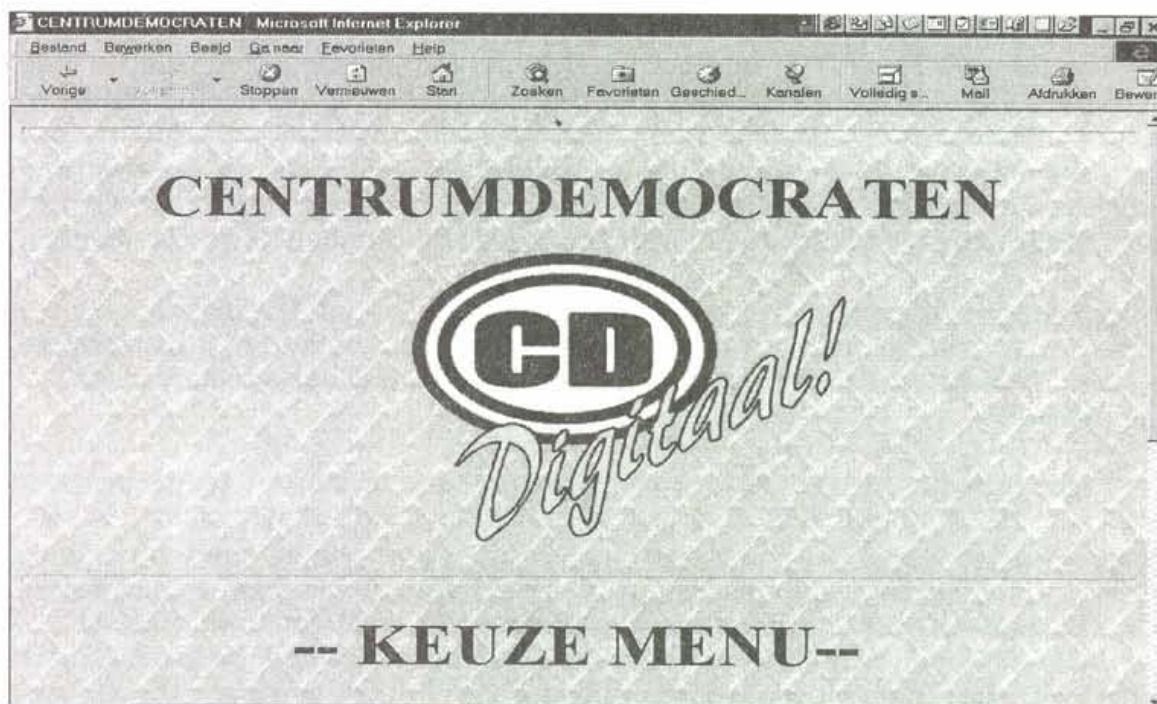 CENTRUMDEMOCRATEN Microsoft Internet Explorer
Bestand Bewerken Beeld Ga naar Favorieten Help
Vorige Stoppen Vernieuwen Start Zoeken Favorieten Geschied... Kanalen Volledig s... Mail Afdrukken Bewer
CENTRUMDEMOCRATEN
CD
Digitaal!
-- KEUZE MENU--